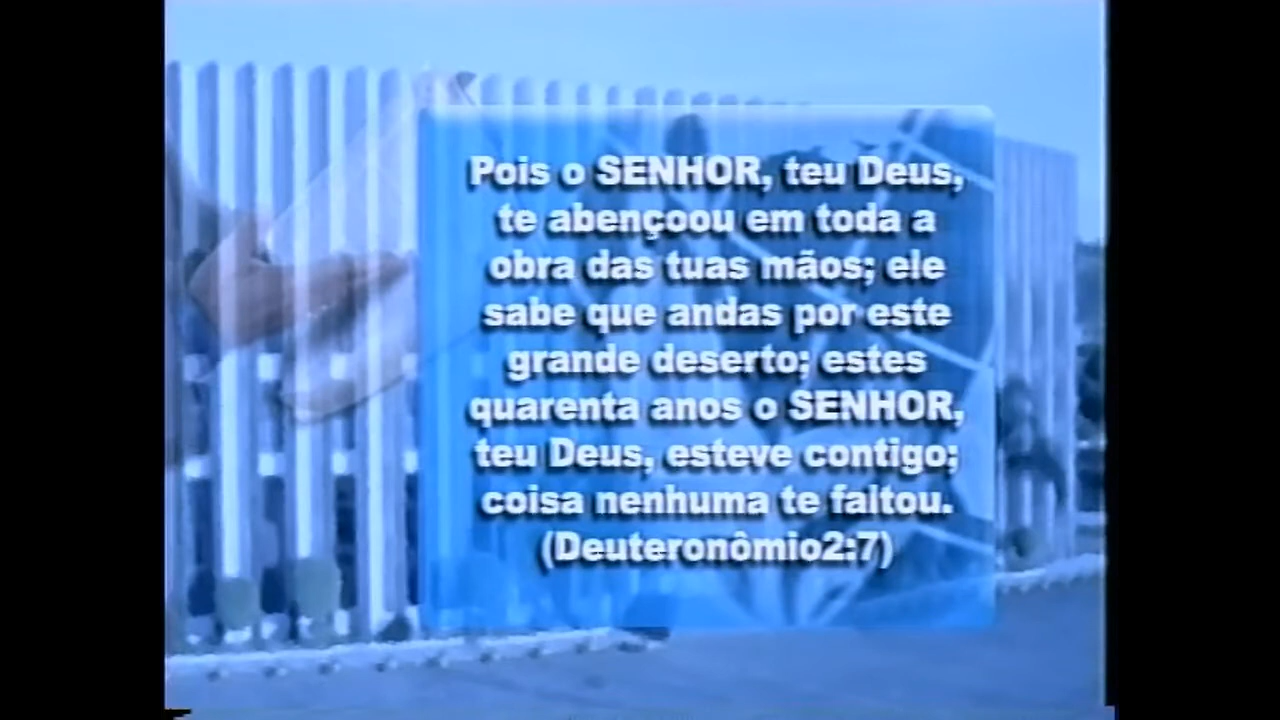 Pois o SENHOR, teu Deus,
te abençoou em toda a
obra das tuas mãos; ele
sabe que andas por este
grande deserto; estes
quarenta anos o SENHOR,
teu Deus, esteve contigo;
coisa nenhuma te faltou.
(Deuteronômio2:7)